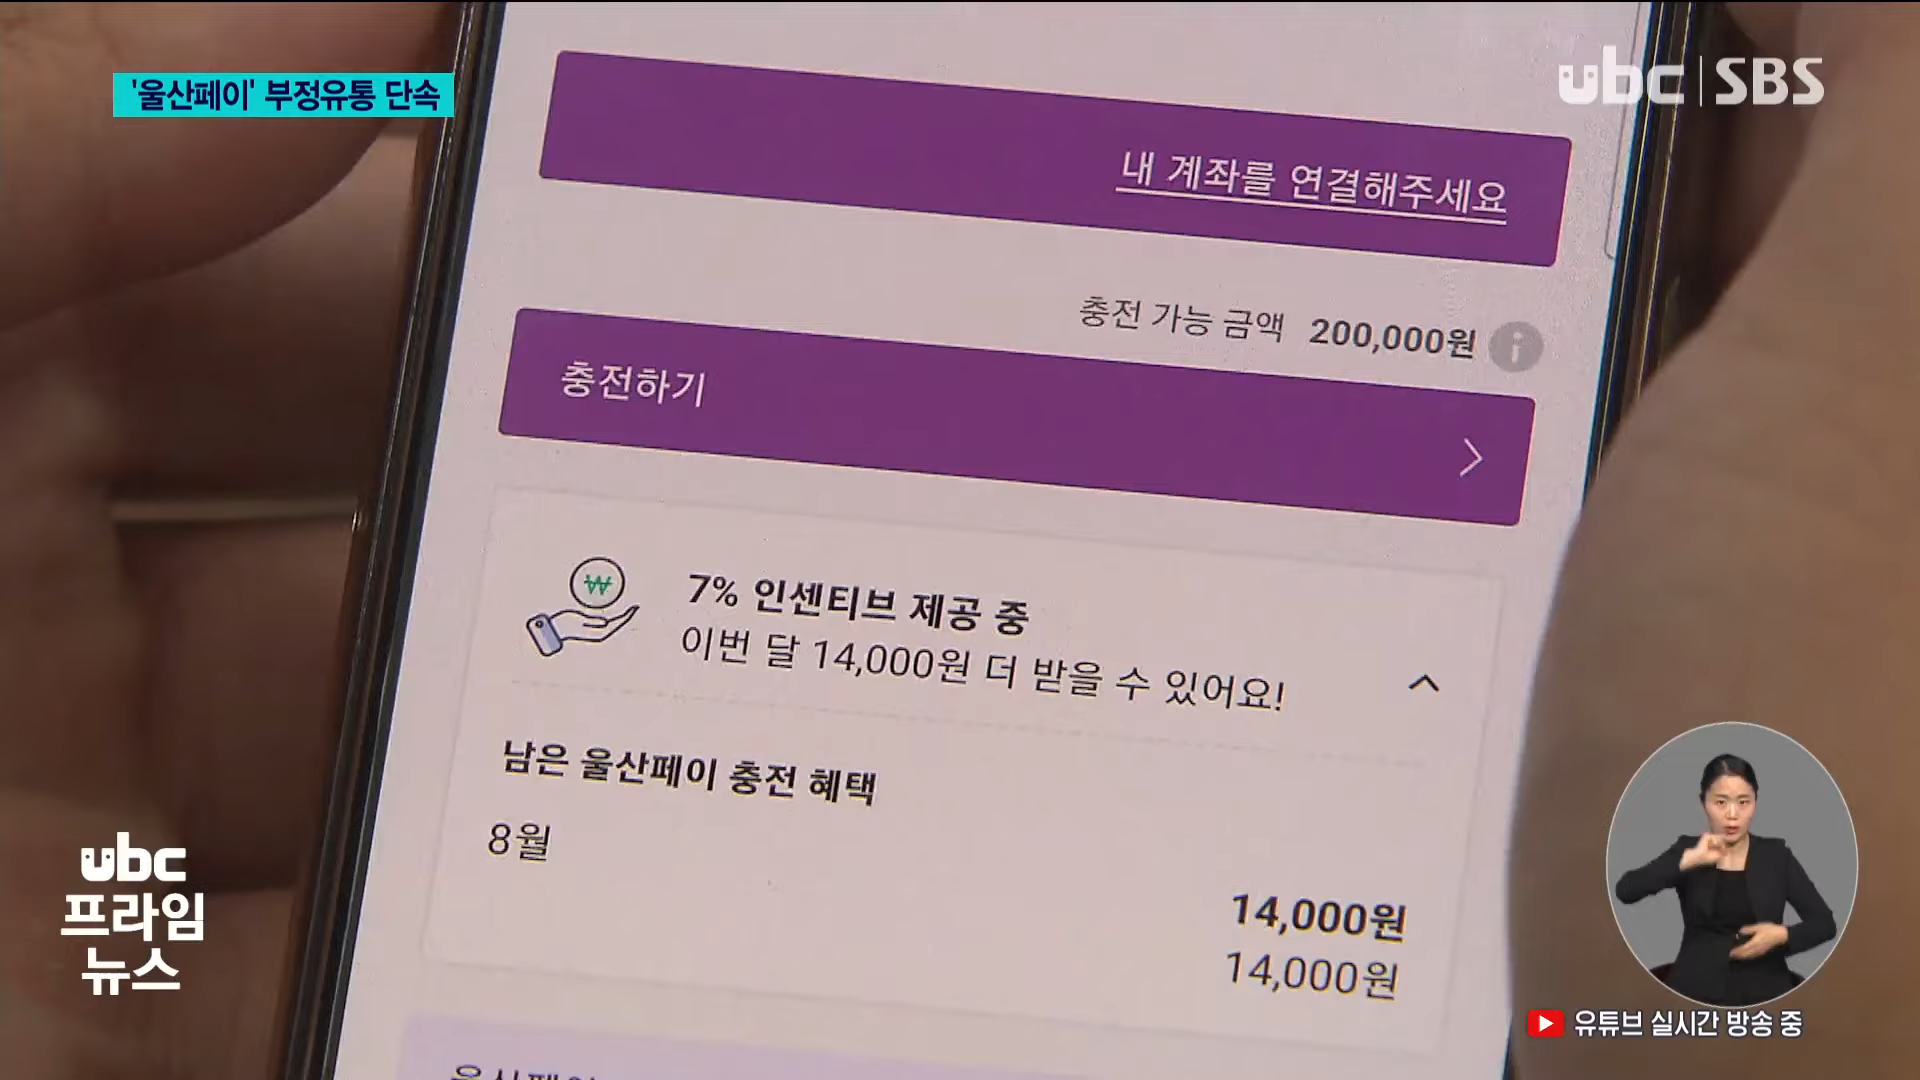 '울산페이' 부정유통 단속
ubc SBS
내 계좌를 연결해주세요
충전 가능 금액 200,000원
충전하기
7% 인센티브 제공 중
이번 달 14,000원 더 받을 수 있어요!
남은 울산페이 충전 혜택
8월
14,000원
14,000원
ubc
프라임
뉴스
유튜브 실시간 방송 중